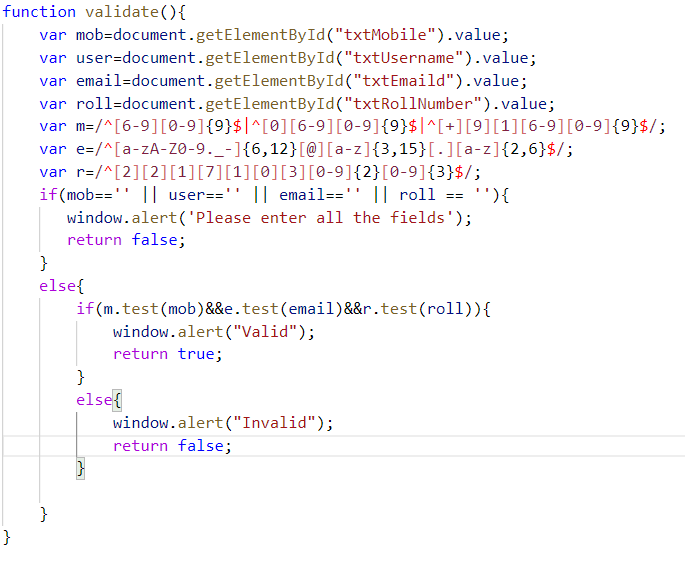 function validate(){
    var mob=document.getElementById("txtMobile").value;
    var user=document.getElementById("txtUsername").value;
    var email=document.getElementById("txtEmaild").value;
    var roll=document.getElementById("txtRollNumber").value;
    var m=/^[6-9][0-9]{9}$|^[0][6-9][0-9]{9}$|^[+][9][1][6-9][0-9]{9}$/;
    var e=/^[a-zA-Z0-9._-]{6,12}[@][a-z]{3,15}[.][a-z]{2,6}$/;
    var r=/^[2][2][1][7][1][0][3][0-9]{2}[0-9]{3}$/;
    if(mob=='' || user=='' || email=='' || roll == ''){
       window.alert('Please enter all the fields');
       return false;
    }
    else{
        if(m.test(mob)&&e.test(email)&&r.test(roll)){
            window.alert("Valid");
            return true;
        }
        else{
            window.alert("Invalid");
            return false;
        }
    }
}